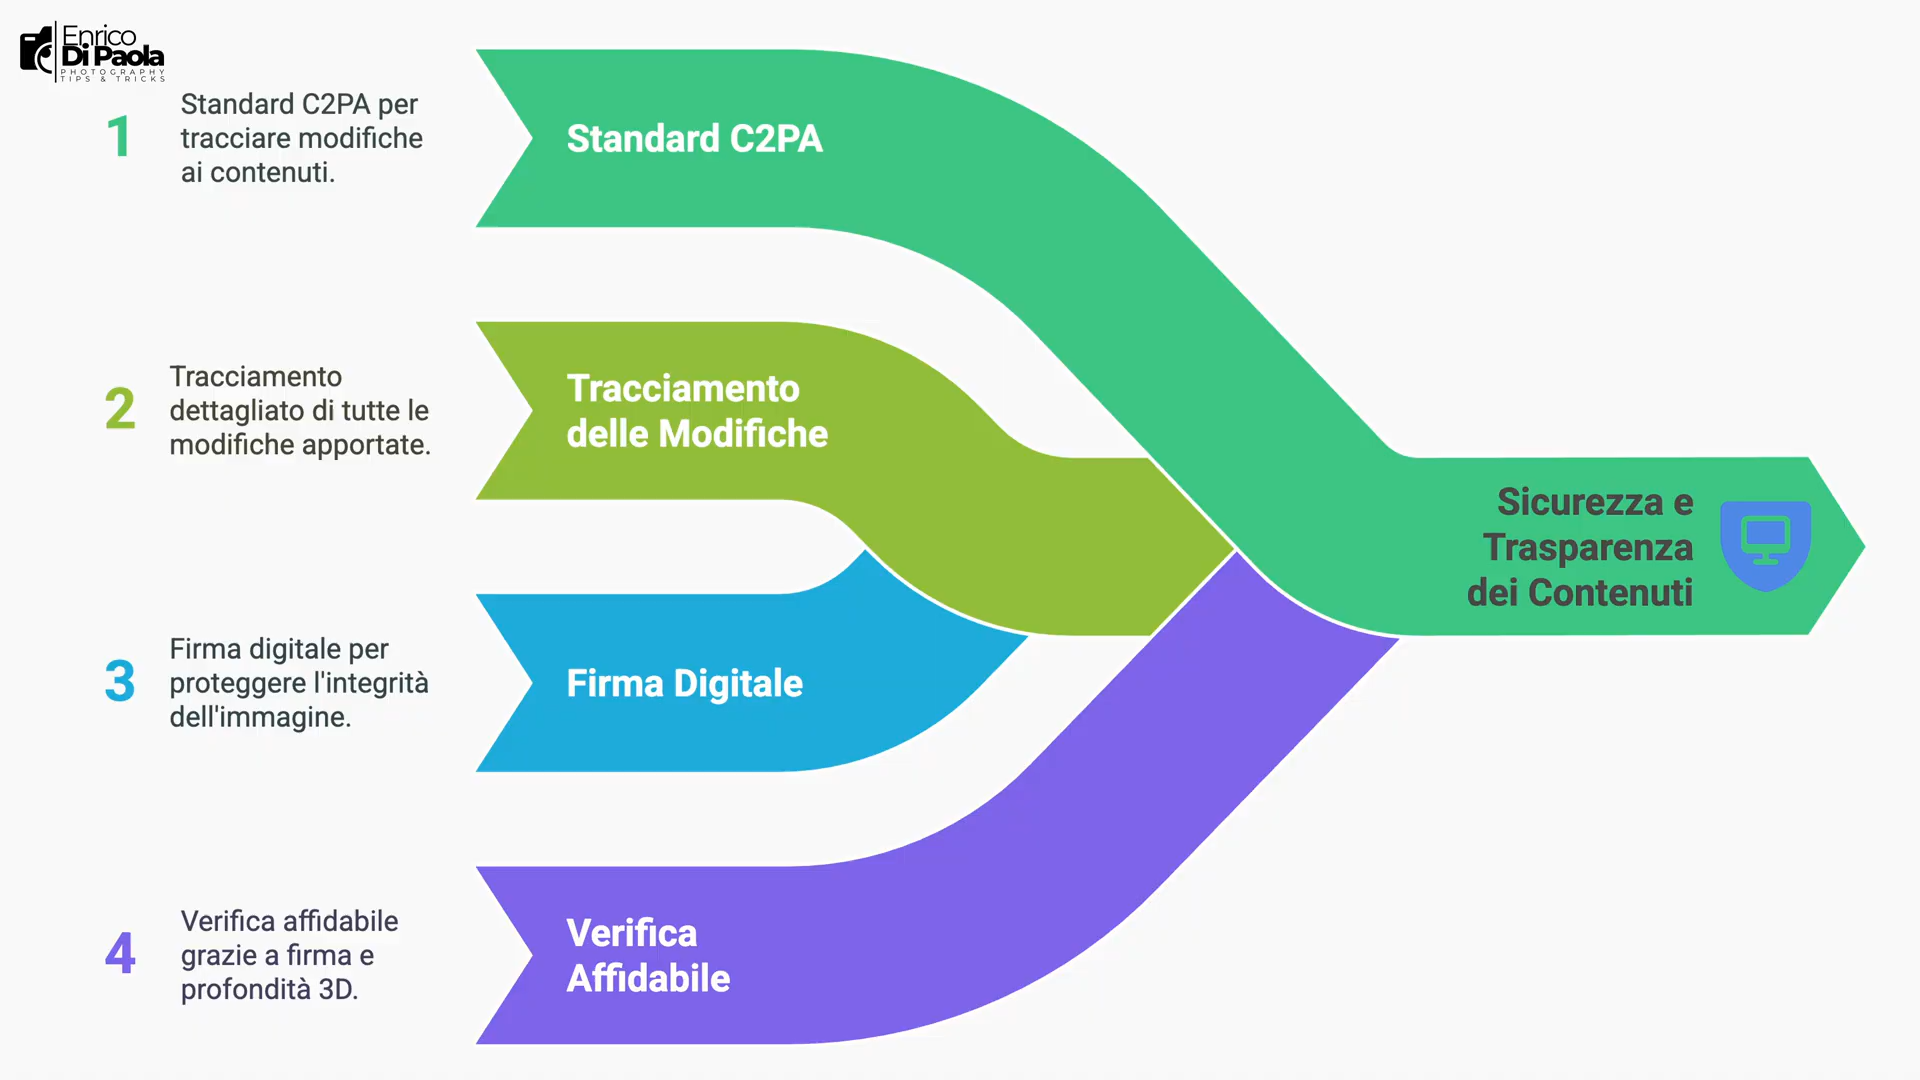 Enrico
Di Paola
PHOTOGRAPHY
TIPS & TRICKS
1
Standard C2PA per
tracciare modifiche
ai contenuti.
Standard C2PA
2
Tracciamento
dettagliato di tutte le
modifiche apportate.
Tracciamento
delle Modifiche
3
Firma digitale per
proteggere l'integrità
dell'immagine.
Firma Digitale
4
Verifica affidabile
grazie a firma e
profondità 3D.
Verifica
Affidabile
Sicurezza e
Trasparenza
dei Contenuti